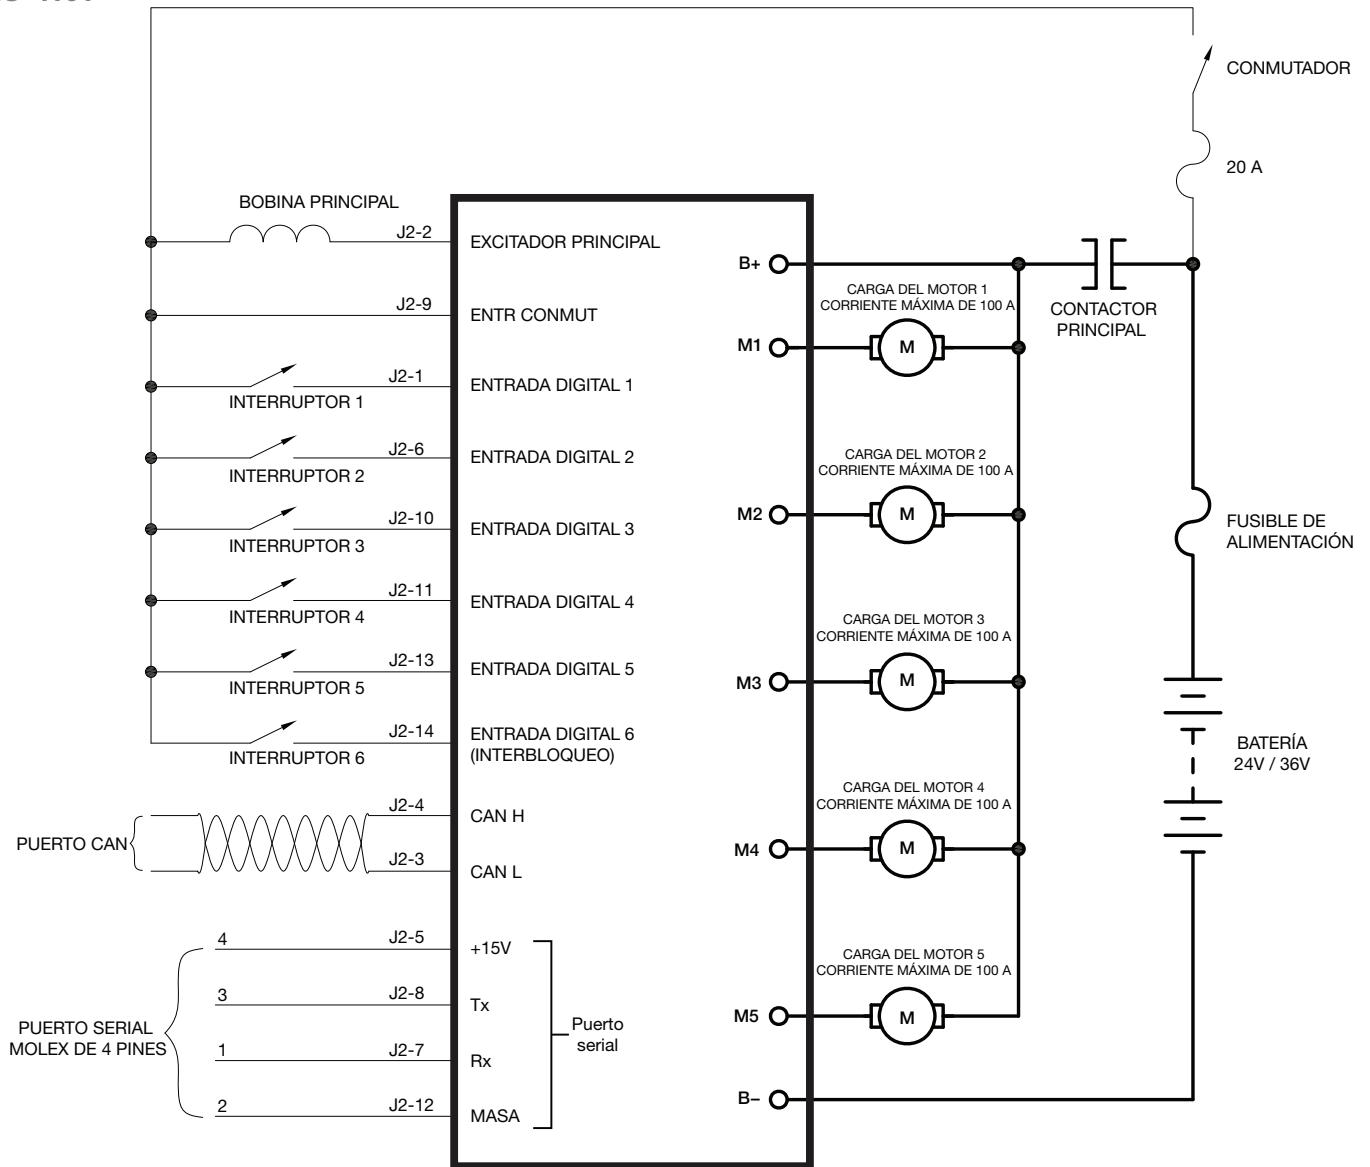 CONMUTADOR
20 A
BOBINA PRINCIPAL
J2-2
EXCITADOR PRINCIPAL
J2-9
ENTR CONMUT
J2-1
INTERRUPTOR 1
ENTRADA DIGITAL 1
J2-6
INTERRUPTOR 2
ENTRADA DIGITAL 2
J2-10
INTERRUPTOR 3
ENTRADA DIGITAL 3
J2-11
INTERRUPTOR 4
ENTRADA DIGITAL 4
J2-13
INTERRUPTOR 5
ENTRADA DIGITAL 5
J2-14
INTERRUPTOR 6
ENTRADA DIGITAL 6
(INTERBLOQUEO)
PUERTO CAN
J2-4
CAN H
J2-3
CAN L
PUERTO SERIAL
MOLEX DE 4 PINES
4
J2-5
+15V
3
J2-8
Tx
1
J2-7
Rx
2
J2-12
MASA
Puerto
serial
B+
CONTACTOR
PRINCIPAL
CARGA DEL MOTOR 1
CORRIENTE MÁXIMA DE 100 A
M1
M
CARGA DEL MOTOR 2
CORRIENTE MÁXIMA DE 100 A
M2
M
CARGA DEL MOTOR 3
CORRIENTE MÁXIMA DE 100 A
M3
M
CARGA DEL MOTOR 4
CORRIENTE MÁXIMA DE 100 A
M4
M
CARGA DEL MOTOR 5
CORRIENTE MÁXIMA DE 100 A
M5
M
B–
FUSIBLE DE
ALIMENTACIÓN
BATERÍA
24V / 36V